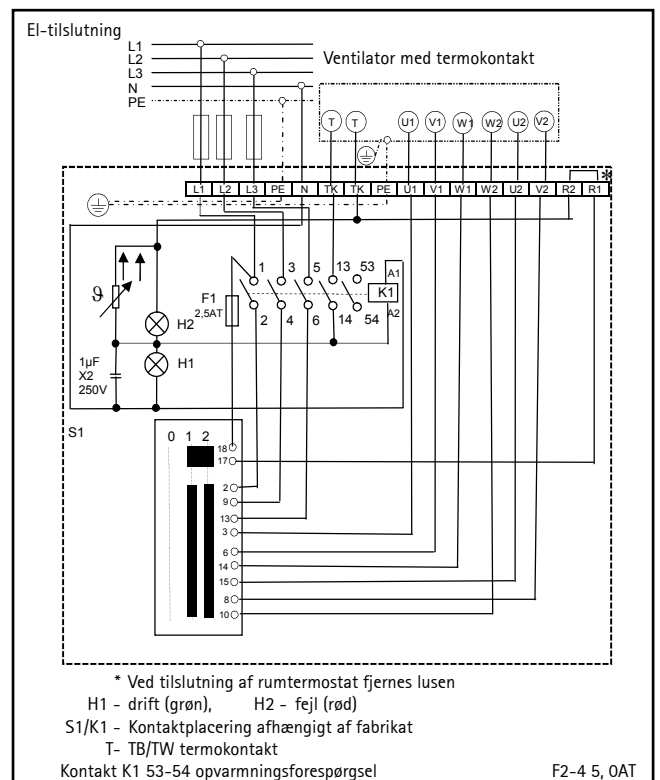 El-tilslutning
L1
L2
L3
N
PE
Ventilator med termokontakt
T T U1 V1 W1 W2 U2 V2
L1 L2 L3 PE N TK TK PE U1 V1 W1 W2 U2 V2 R2 R1 *
1 3 5 13 53
A1
K1
A2
ϑ
F1
2,5AT
2 4 6 14 54
H2
H1
1µF
X2
250V
S1
0 1 2
18
17
2
9
13
3
6
14
15
8
10
* Ved tilslutning af rumtermostat fjernes lusen
H1 - drift (grøn), H2 - fejl (rød)
S1/K1 - Kontaktplacering afhængigt af fabrikat
T- TB/TW termokontakt
Kontakt K1 53-54 opvarmningsforespørgsel F2-4 5, 0AT